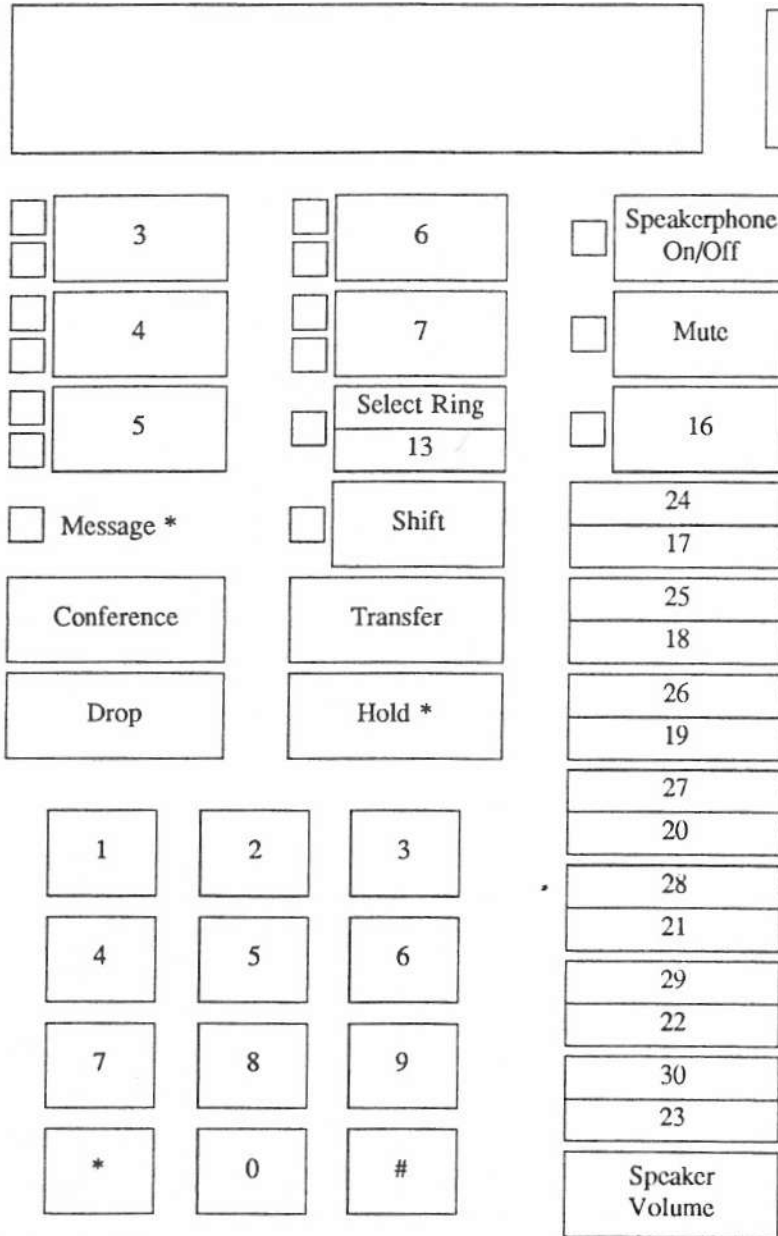 3
6
Speakerphone
On/Off
4
7
Mute
5
Select Ring
13
16
Message *
Shift
24
17
Conference
Transfer
25
18
Drop
Hold *
26
19
27
20
1
2
3
28
21
4
5
6
29
22
7
8
9
30
23
*
0
#
Speaker
Volume